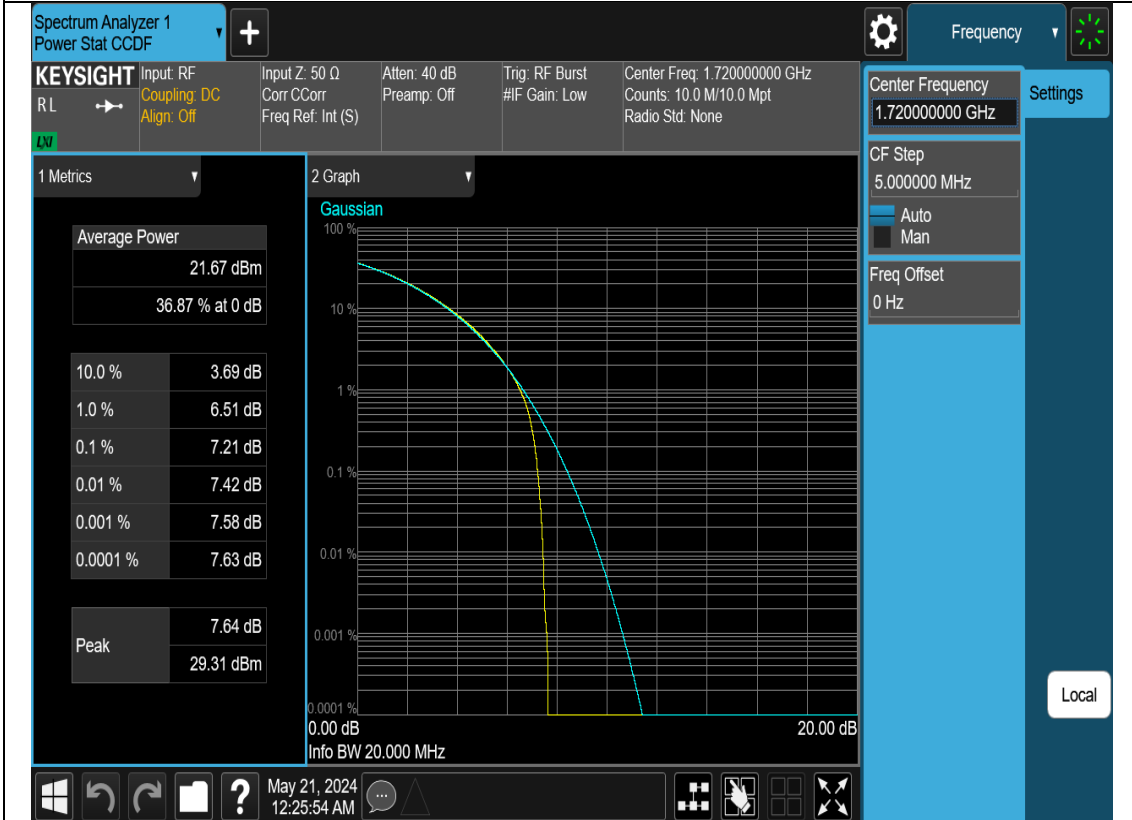 Spectrum Analyzer 1
Power Stat CCDF
+
Frequency
KEYSIGHT
RL
LXI
Input: RF
Coupling: DC
Align: Off
Input Z: 50 Ω
Corr CCorr
Freq Ref: Int (S)
Atten: 40 dB
Preamp: Off
Trig: RF Burst
#IF Gain: Low
Center Freq: 1.720000000 GHz
Counts: 10.0 M/10.0 Mpt
Radio Std: None
Center Frequency
1.720000000 GHz
Settings
CF Step
5.000000 MHz
Auto
Man
Freq Offset
0 Hz
1 Metrics
Average Power
21.67 dBm
36.87 % at 0 dB
10.0 % 3.69 dB
1.0 % 6.51 dB
0.1 % 7.21 dB
0.01 % 7.42 dB
0.001 % 7.58 dB
0.0001 % 7.63 dB
Peak
7.64 dB
29.31 dBm
2 Graph
Gaussian
100 %
10 %
1 %
0.1 %
0.01 %
0.001 %
0.0001 %
0.00 dB 20.00 dB
Info BW 20.000 MHz
Local
?
May 21, 2024
12:25:54 AM